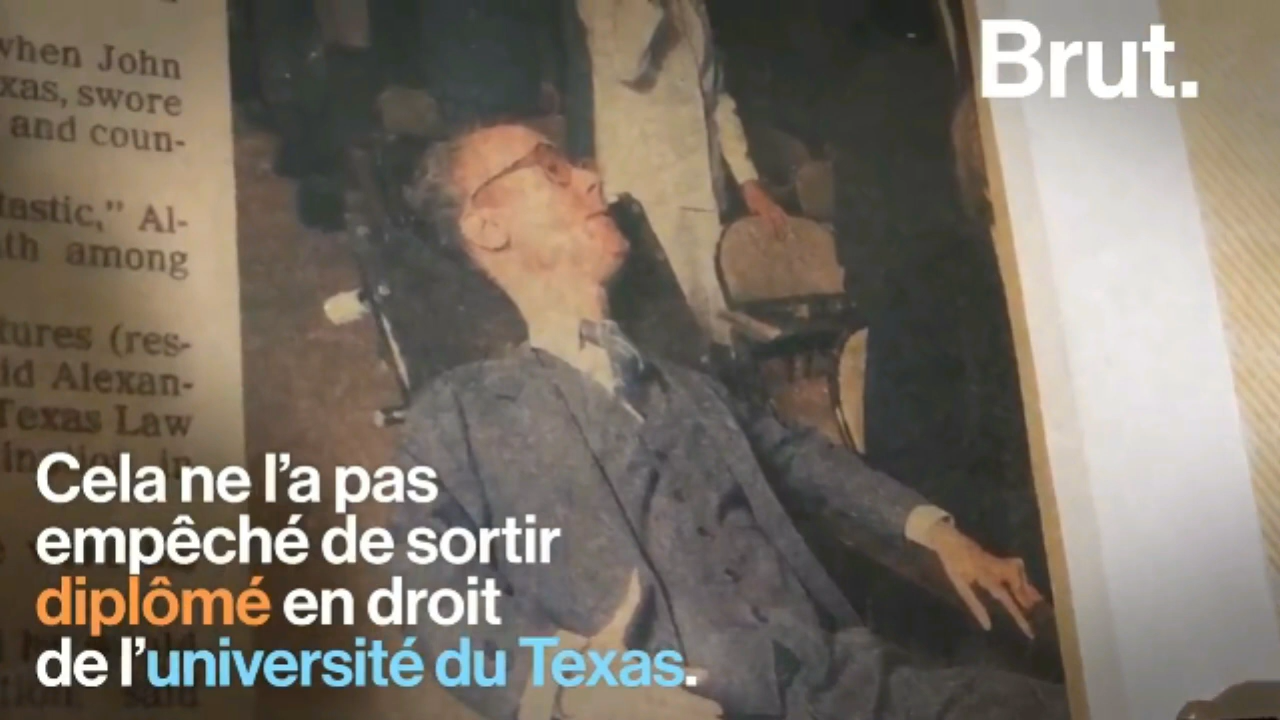 Brut.
when John
xas, swore
and coun-
tastic,” Al-
th among
tures (res-
id Alexan-
Texas Law
Cela ne l’a pas
empêché de sortir
diplômé en droit
de l’université du Texas.